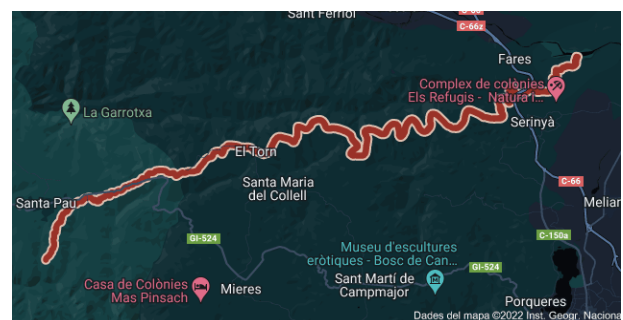 Sant Ferriol
C-66z
Fares
Complex de colònies
Els Refugis - Natura i...
La Garrotxa
Serinyà
El Torn
C-66
Santa Maria
del Collell
Santa Pau
Melian
GI-524
C-150a
Museu d'escultures
eròtiques - Bosc de Can...
GI-524
Casa de Colònies
Mas Pinsach
Mieres
Sant Martí de
Campmajor
Porqueres
Dades del mapa ©2022 Inst. Geogr. Naciona